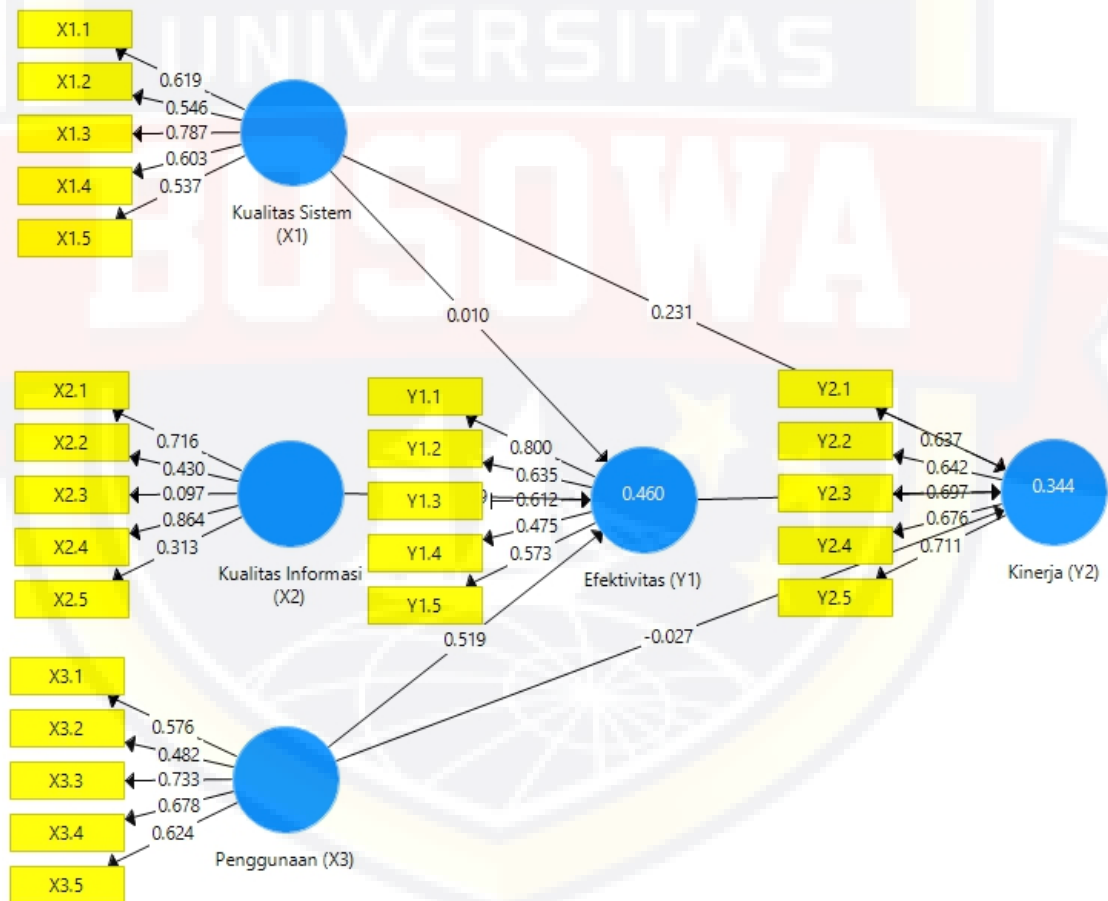 UNIVERSITAS
BOSOWA
X1.1
X1.2
X1.3
X1.4
X1.5
0.619
0.546
0.787
0.603
0.537
Kualitas Sistem
(X1)
0.010
0.231
X2.1
X2.2
X2.3
X2.4
X2.5
0.716
0.430
0.097
0.864
0.313
Kualitas Informasi
(X2)
Y1.1
Y1.2
Y1.3
Y1.4
Y1.5
0.800
0.635
0.612
0.475
0.573
0.460
Efektivitas (Y1)
Y2.1
Y2.2
Y2.3
Y2.4
Y2.5
0.637
0.642
0.697
0.676
0.711
0.344
Kinerja (Y2)
0.519
-0.027
X3.1
X3.2
X3.3
X3.4
X3.5
0.576
0.482
0.733
0.678
0.624
Penggunaan (X3)